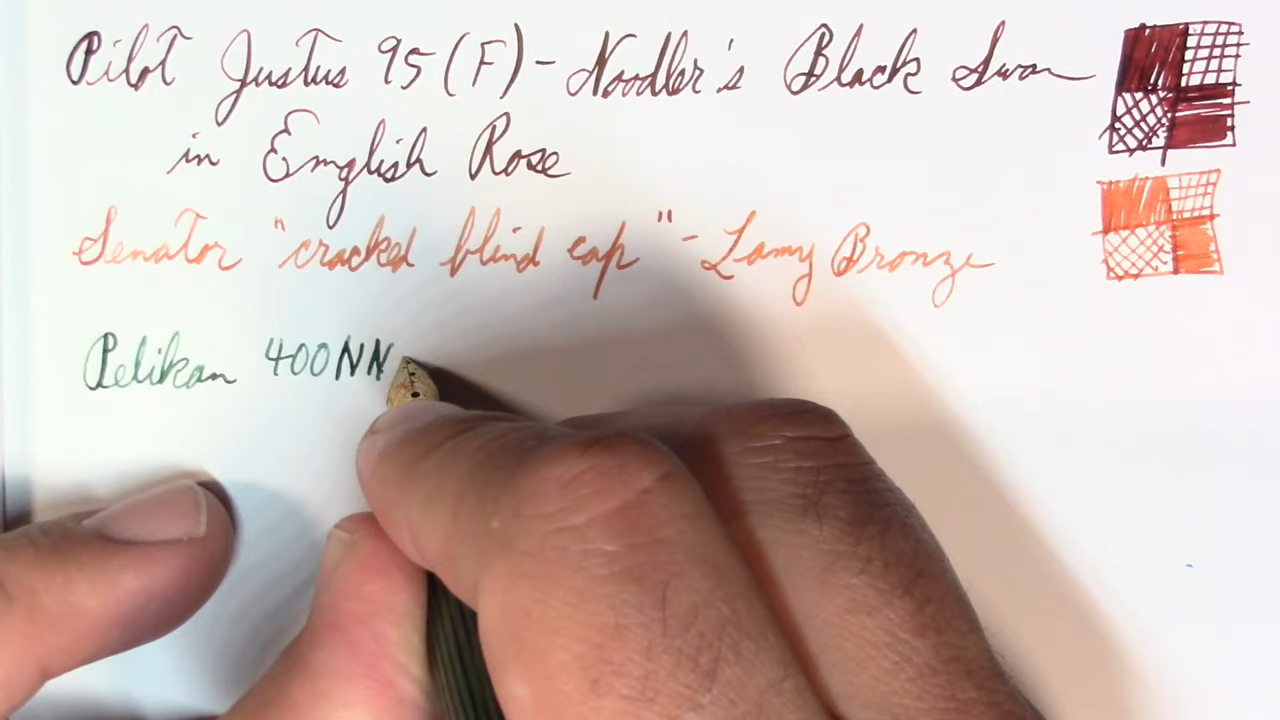 Pilot Justus 95 (F) - Noodler's Black Swan
in English Rose
Senator "cracked blind cap" - Lamy Bronze
Pelikan 400NN